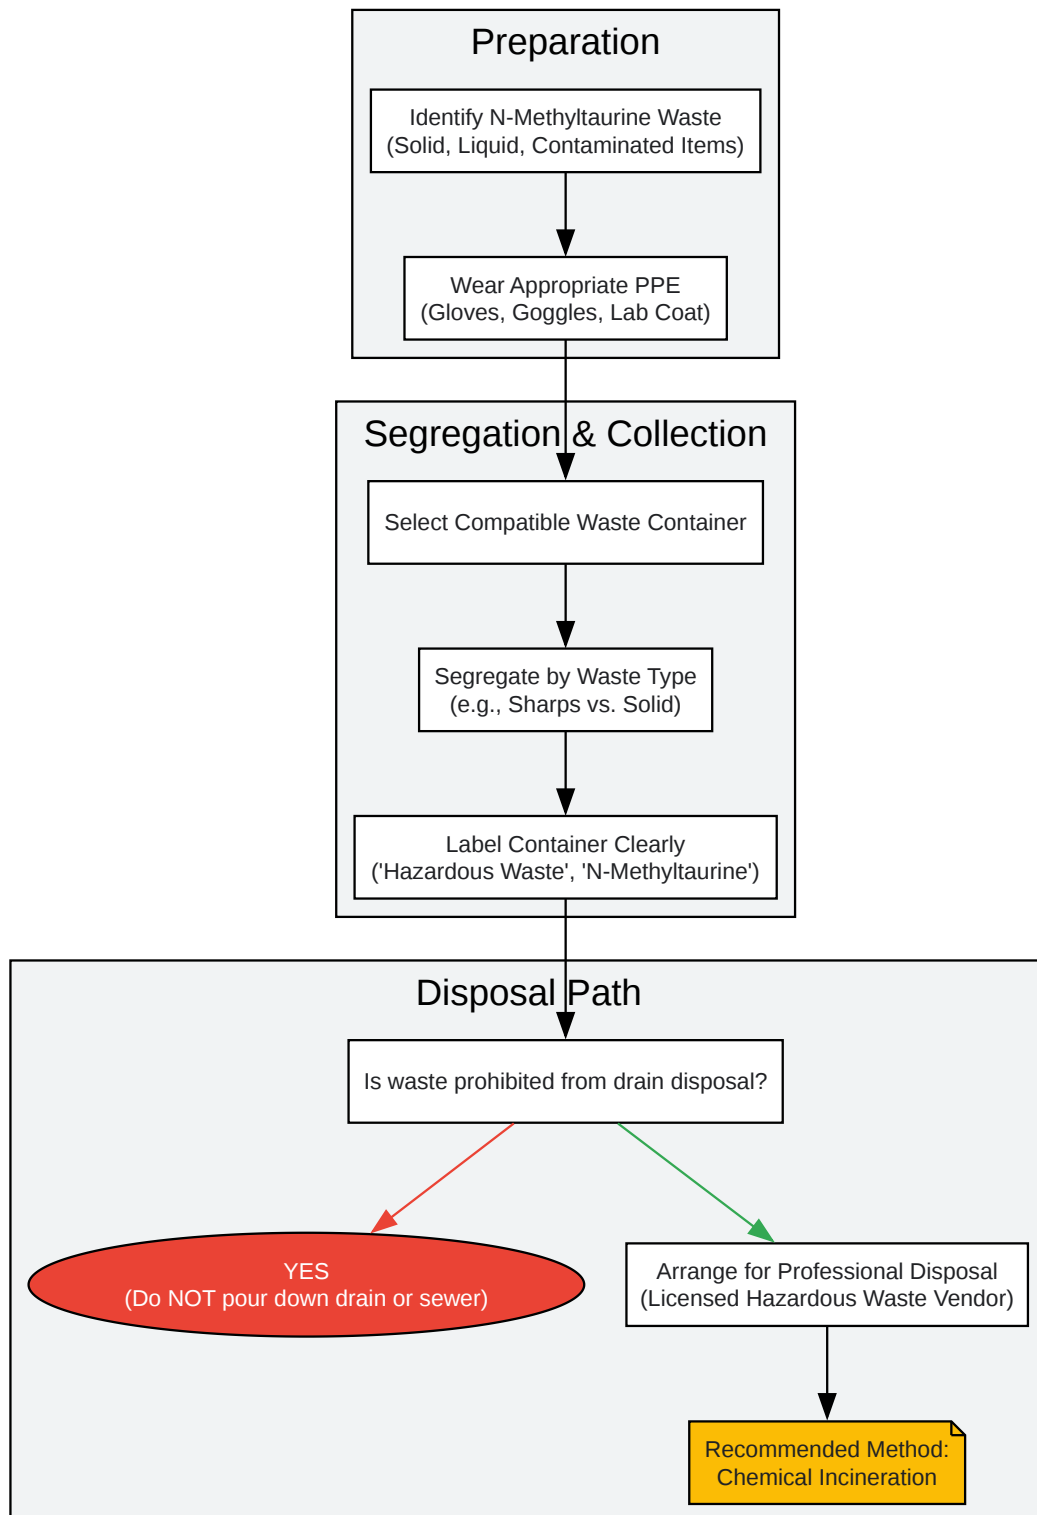 Preparation
Identify N-Methyltaurine Waste
(Solid, Liquid, Contaminated Items)
Wear Appropriate PPE
(Gloves, Goggles, Lab Coat)
Segregation & Collection
Select Compatible Waste Container
Segregate by Waste Type
(e.g., Sharps vs. Solid)
Label Container Clearly
('Hazardous Waste', 'N-Methyltaurine')
Disposal Path
Is waste prohibited from drain disposal?
YES
(Do NOT pour down drain or sewer)
Arrange for Professional Disposal
(Licensed Hazardous Waste Vendor)
Recommended Method:
Chemical Incineration